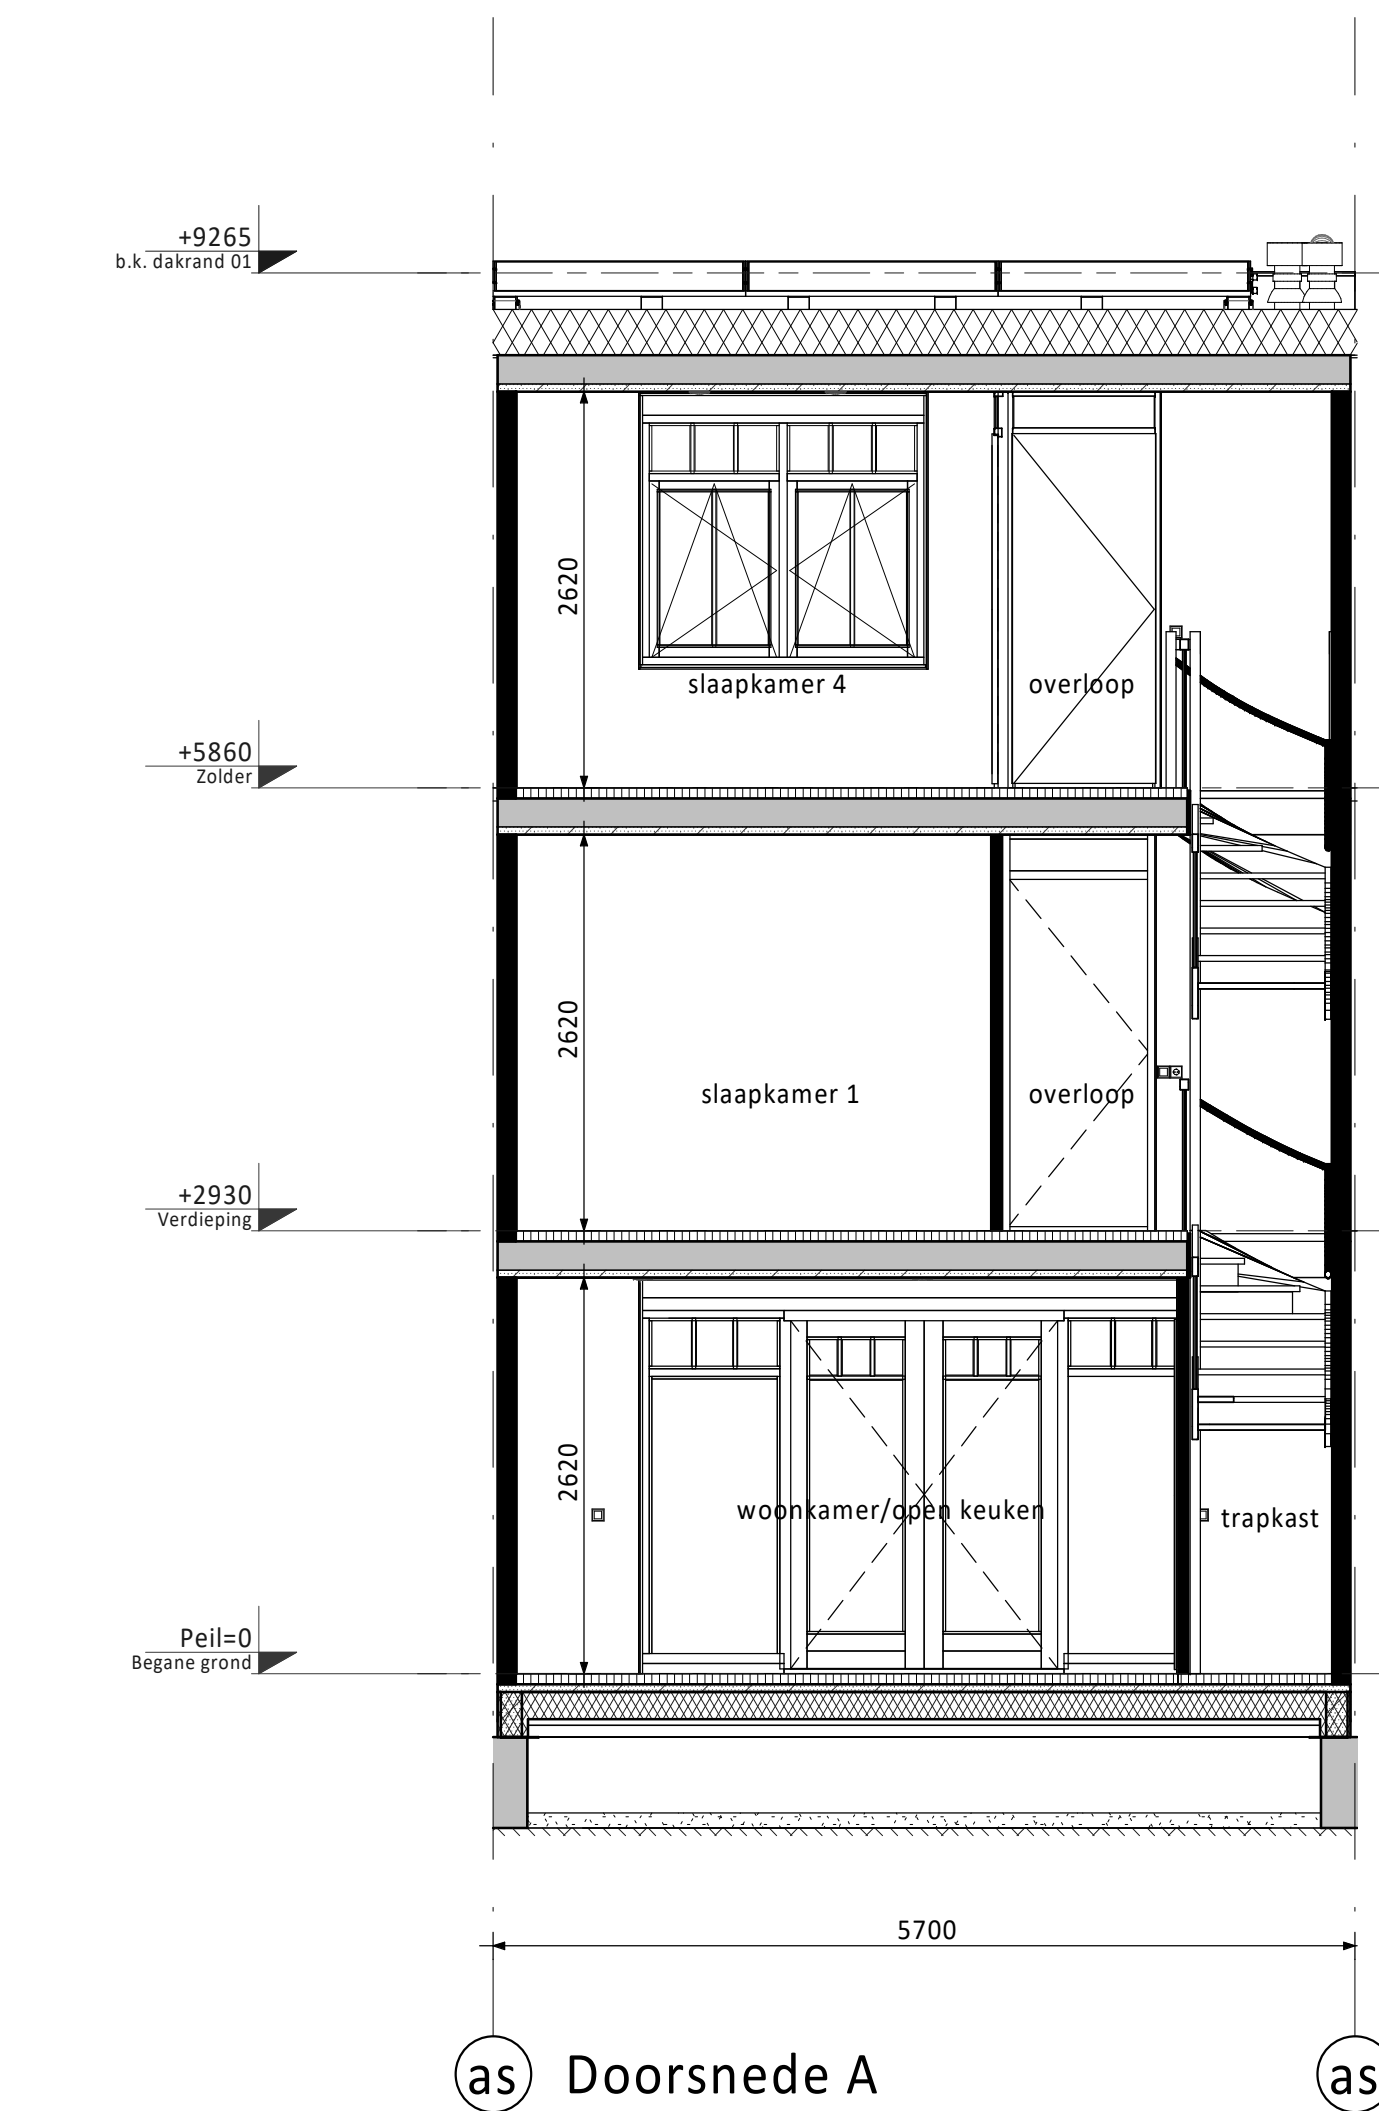 +9265
b.k. dakrand 01
2620
slaapkamer 4
overloop
+5860
Zolder
2620
slaapkamer 1
overloop
+2930
Verdieping
2620
woonkamer/open keuken
trapkast
Peil=0
Begane grond
5700
as
Doorsnede A
as